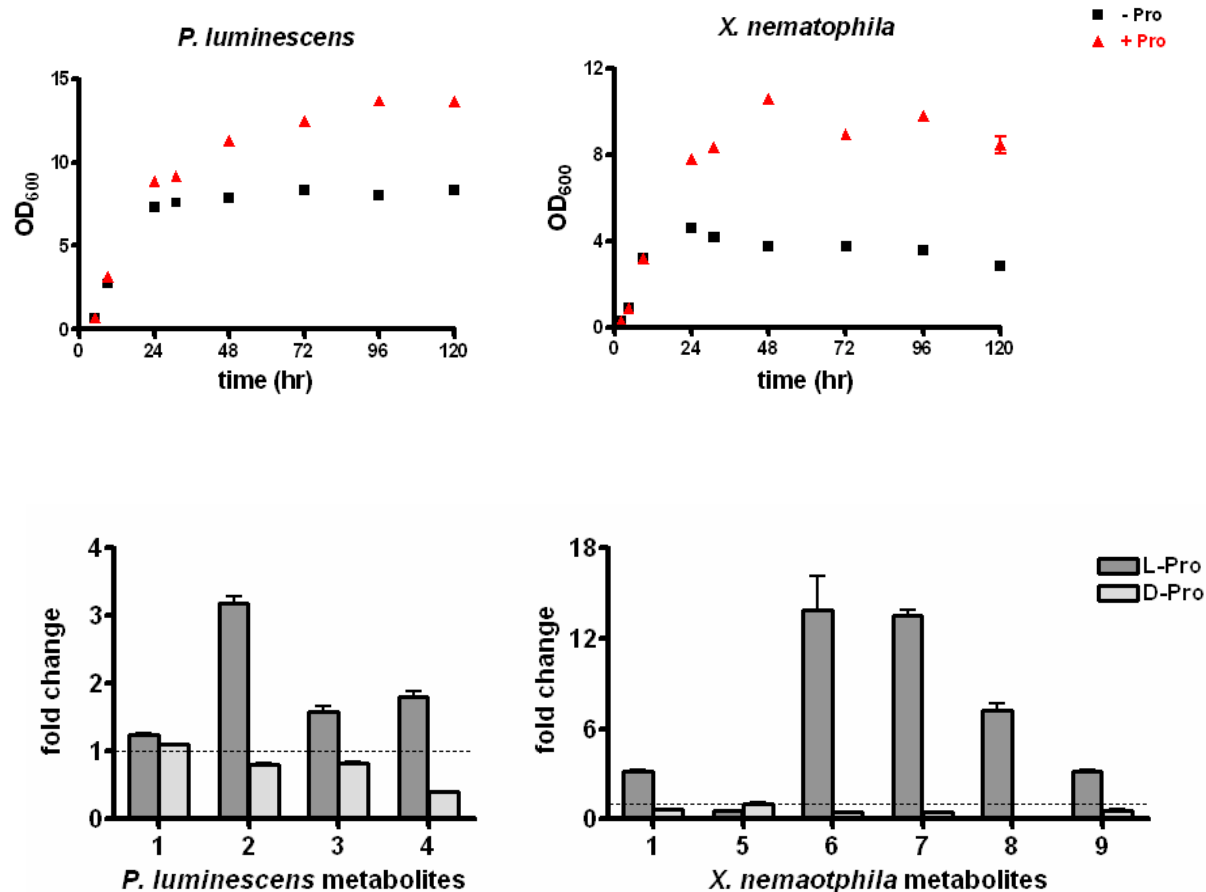 P. luminescens
X. nematophila
- Pro
+ Pro
15
10
5
0
OD600
0 24 48 72 96 120
time (hr)
12
8
4
0
OD600
0 24 48 72 96 120
time (hr)
4
3
2
1
0
fold change
1 2 3 4
P. luminescens metabolites
18
12
6
0
fold change
1 5 6 7 8 9
X. nemaotphila metabolites
L-Pro
D-Pro